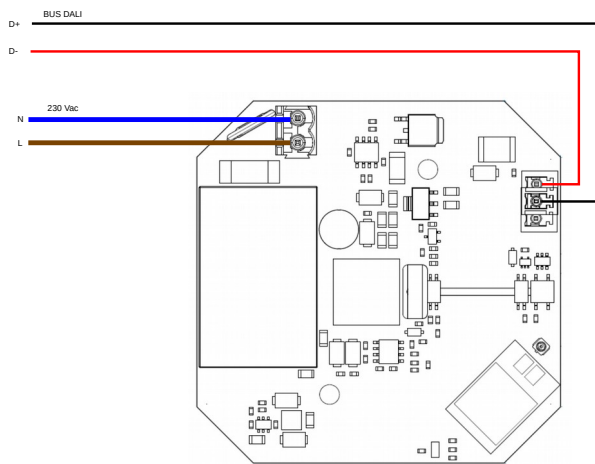 BUS DALI
D+
D-
230 Vac
N
L